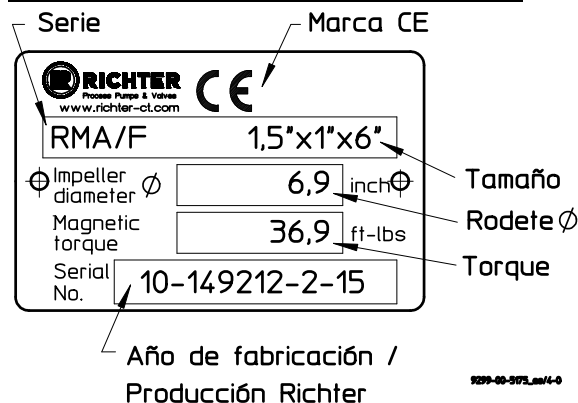 Serie
Marca CE
RICHTER
Process Pumps & Valves
www.richter-ct.com
CE
RMA/F 1,5"x1"x6"
Tamaño
Impeller diameter Ø 6,9 inch
Rodete Ø
Magnetic torque 36,9 ft-lbs
Torque
Serial No. 10-149212-2-15
Año de fabricación /
Producción Richter